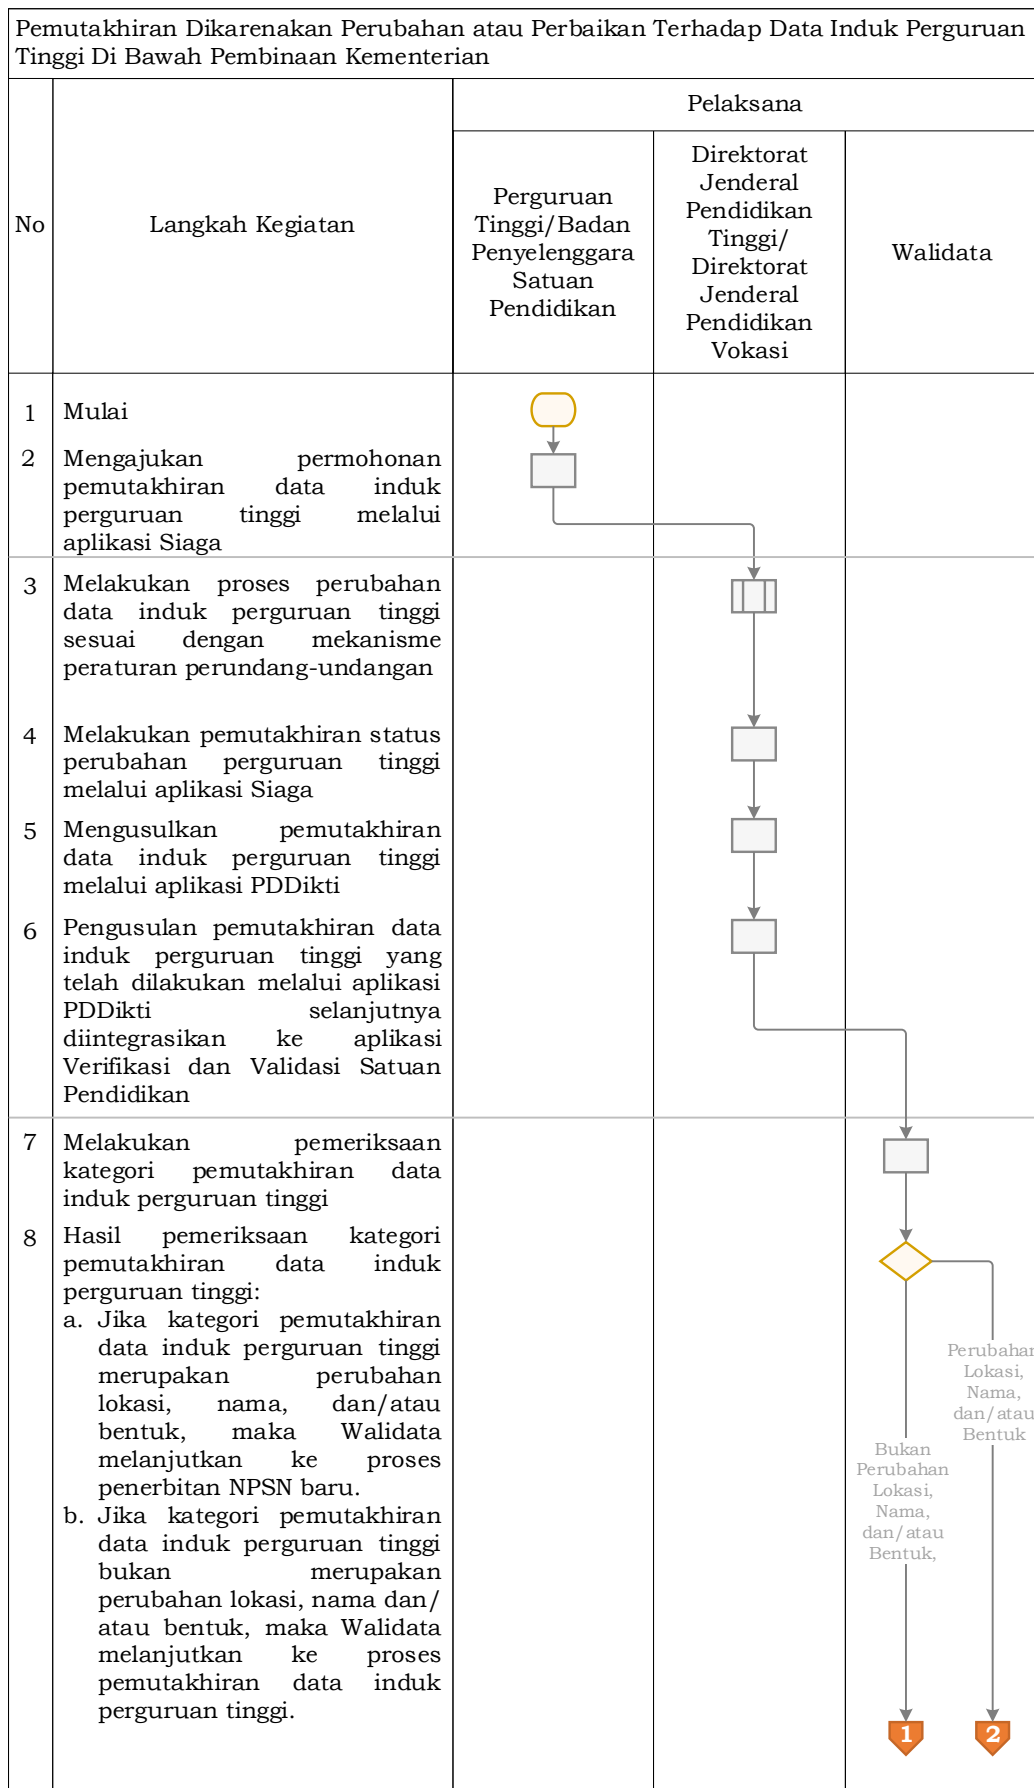 Pemutakhiran Dikarenakan Perubahan atau Perbaikan Terhadap Data Induk Perguruan
Tinggi Di Bawah Pembinaan Kementerian
No
Langkah Kegiatan
Pelaksana
Perguruan
Tinggi/Badan
Penyelenggara
Satuan
Pendidikan
Direktorat
Jenderal
Pendidikan
Tinggi/
Direktorat
Jenderal
Pendidikan
Vokasi
Walidata
1 Mulai
2 Mengajukan permohonan
pemutakhiran data induk
perguruan tinggi melalui
aplikasi Siaga
3 Melakukan proses perubahan
data induk perguruan tinggi
sesuai dengan mekanisme
peraturan perundang-undangan
4 Melakukan pemutakhiran status
perubahan perguruan tinggi
melalui aplikasi Siaga
5 Mengusulkan pemutakhiran
data induk perguruan tinggi
melalui aplikasi PDDikti
6 Pengusulan pemutakhiran data
induk perguruan tinggi yang
telah dilakukan melalui aplikasi
PDDikti selanjutnya
diintegrasikan ke aplikasi
Verifikasi dan Validasi Satuan
Pendidikan
7 Melakukan pemeriksaan
kategori pemutakhiran data
induk perguruan tinggi
8 Hasil pemeriksaan kategori
pemutakhiran data induk
perguruan tinggi:
a. Jika kategori pemutakhiran
data induk perguruan tinggi
merupakan perubahan
lokasi, nama, dan/atau
bentuk, maka Walidata
melanjutkan ke proses
penerbitan NPSN baru.
b. Jika kategori pemutakhiran
data induk perguruan tinggi
bukan merupakan
perubahan lokasi, nama dan/
atau bentuk, maka Walidata
melanjutkan ke proses
pemutakhiran data induk
perguruan tinggi.
Perubahan
Lokasi,
Nama,
dan/atau
Bentuk
Bukan
Perubahan
Lokasi,
Nama,
dan/atau
Bentuk,
1
2